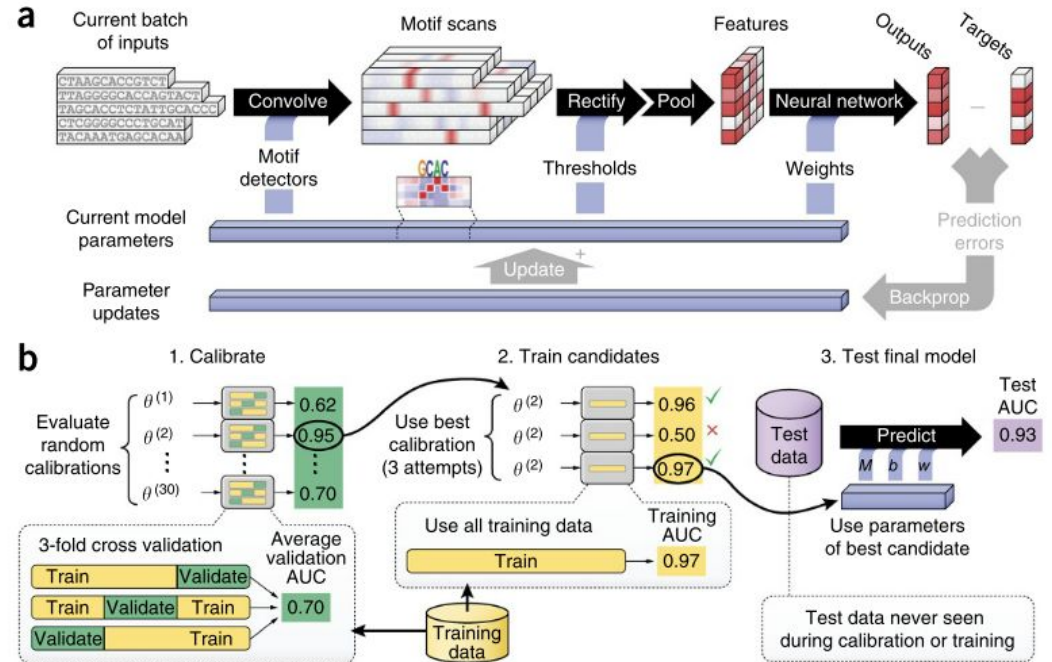 a
Current batch
of inputs
Motif scans
Features
Outputs
Targets
CTAAGCACCGTCT
TTAGGGGCACCAGTACT
TAGCACCTCTATTGCACCC
CTCGGGGCCCTGCAT
TACAAATGAGCACAA
Convolve
Rectify
Pool
Neural network
–
Motif
detectors
GCAC
Thresholds
Weights
Current model
parameters
Prediction
errors
Update
+
Parameter
updates
Backprop
b
1. Calibrate
2. Train candidates
3. Test final model
Evaluate
random
calibrations
θ(1)
0.62
θ(2)
0.95
θ(30)
0.70
Use best
calibration
(3 attempts)
θ(2)
0.96 ✓
θ(2)
0.50 ×
θ(2)
0.97 ✓
Test
data
Predict
M b w
Test
AUC
0.93
Use parameters
of best candidate
3-fold cross validation
Average
validation
AUC
Train Validate
Train Validate Train
Validate Train
0.70
Use all training data
Training
AUC
Train
0.97
Training
data
Test data never seen
during calibration or training